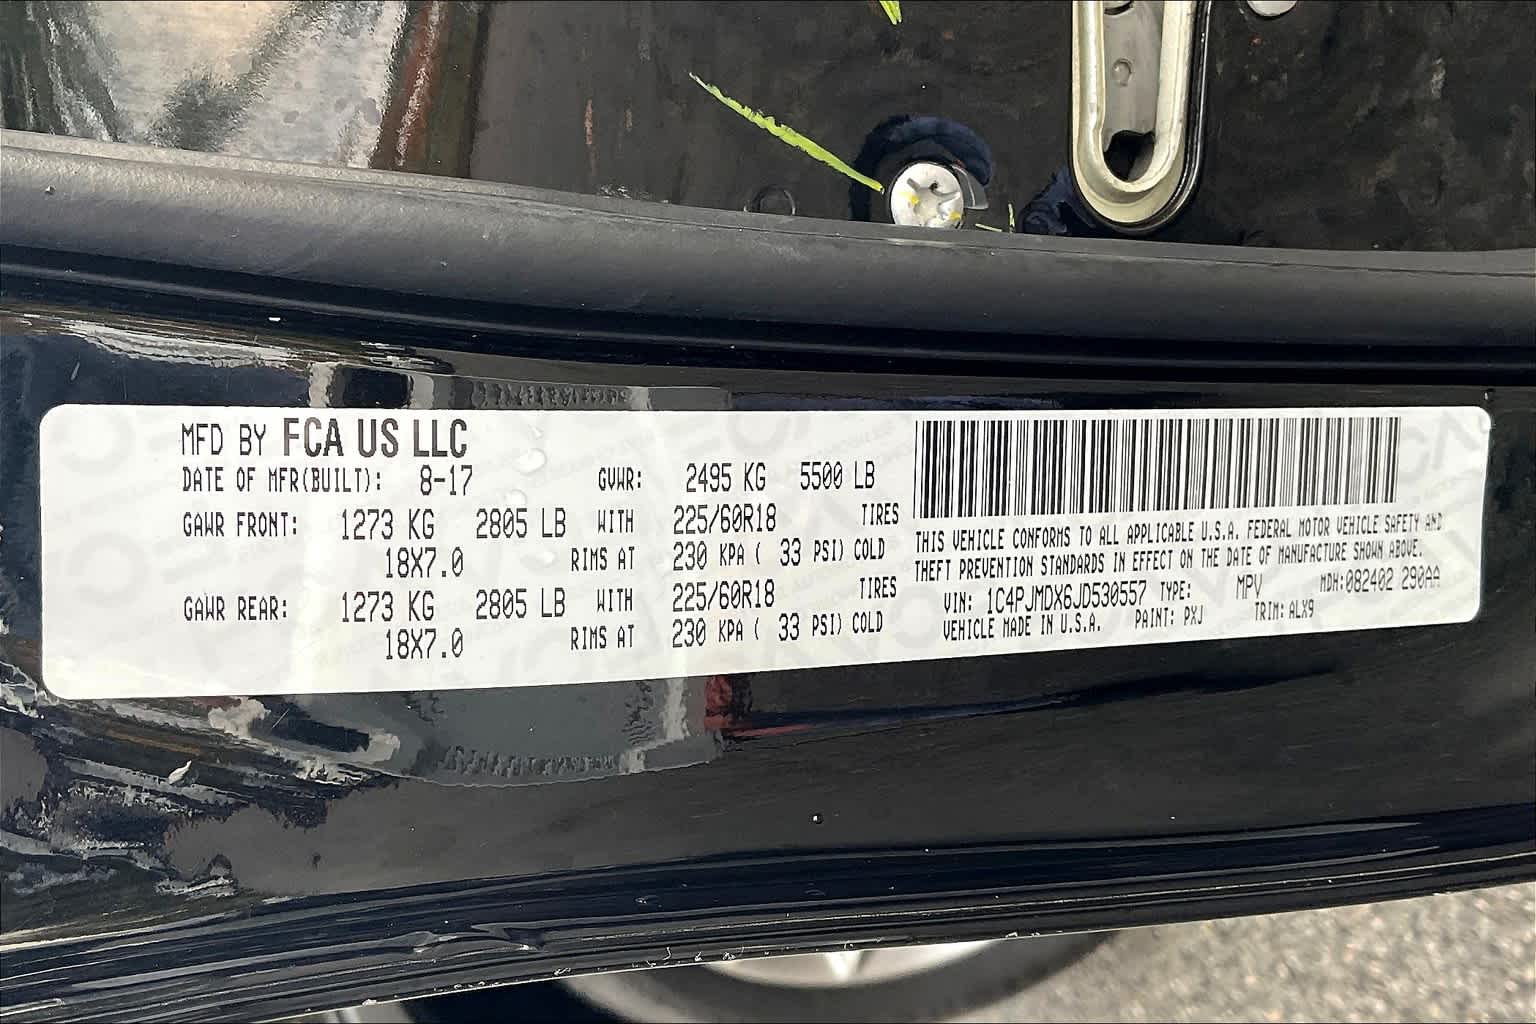 MFD BY FCA US LLC
DATE OF MFR(BUILT): 8-17 GVWR: 2495 KG 5500 LB
GAWR FRONT: 1273 KG 2805 LB WITH 225/60R18 TIRES
18X7.0 RIMS AT 230 KPA ( 33 PSI) COLD
GAWR REAR: 1273 KG 2805 LB WITH 225/60R18 TIRES
18X7.0 RIMS AT 230 KPA ( 33 PSI) COLD
THIS VEHICLE CONFORMS TO ALL APPLICABLE U.S.A. FEDERAL MOTOR VEHICLE SAFETY AND
THEFT PREVENTION STANDARDS IN EFFECT ON THE DATE OF MANUFACTURE SHOWN ABOVE.
VIN: 1C4PJMDX6JD530557 TYPE: MPV MDH:082402 290AA
VEHICLE MADE IN U.S.A. PAINT: PXJ TRIM: ALX9